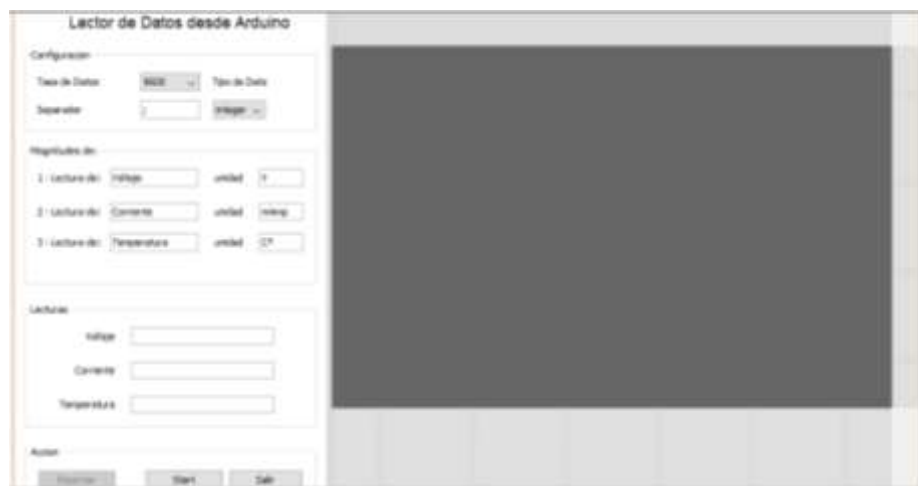 Lector de Datos desde Arduino
Configuracion
Tasa de Datos 9600 Tipo de Dato
Separador Integer
Magnitudes de:
1 - Lectura de: Voltaje unidad V
2 - Lectura de: Corriente unidad mAmp
3 - Lectura de: Temperatura unidad C°
Lecturas
Voltaje
Corriente
Temperatura
Start Salir